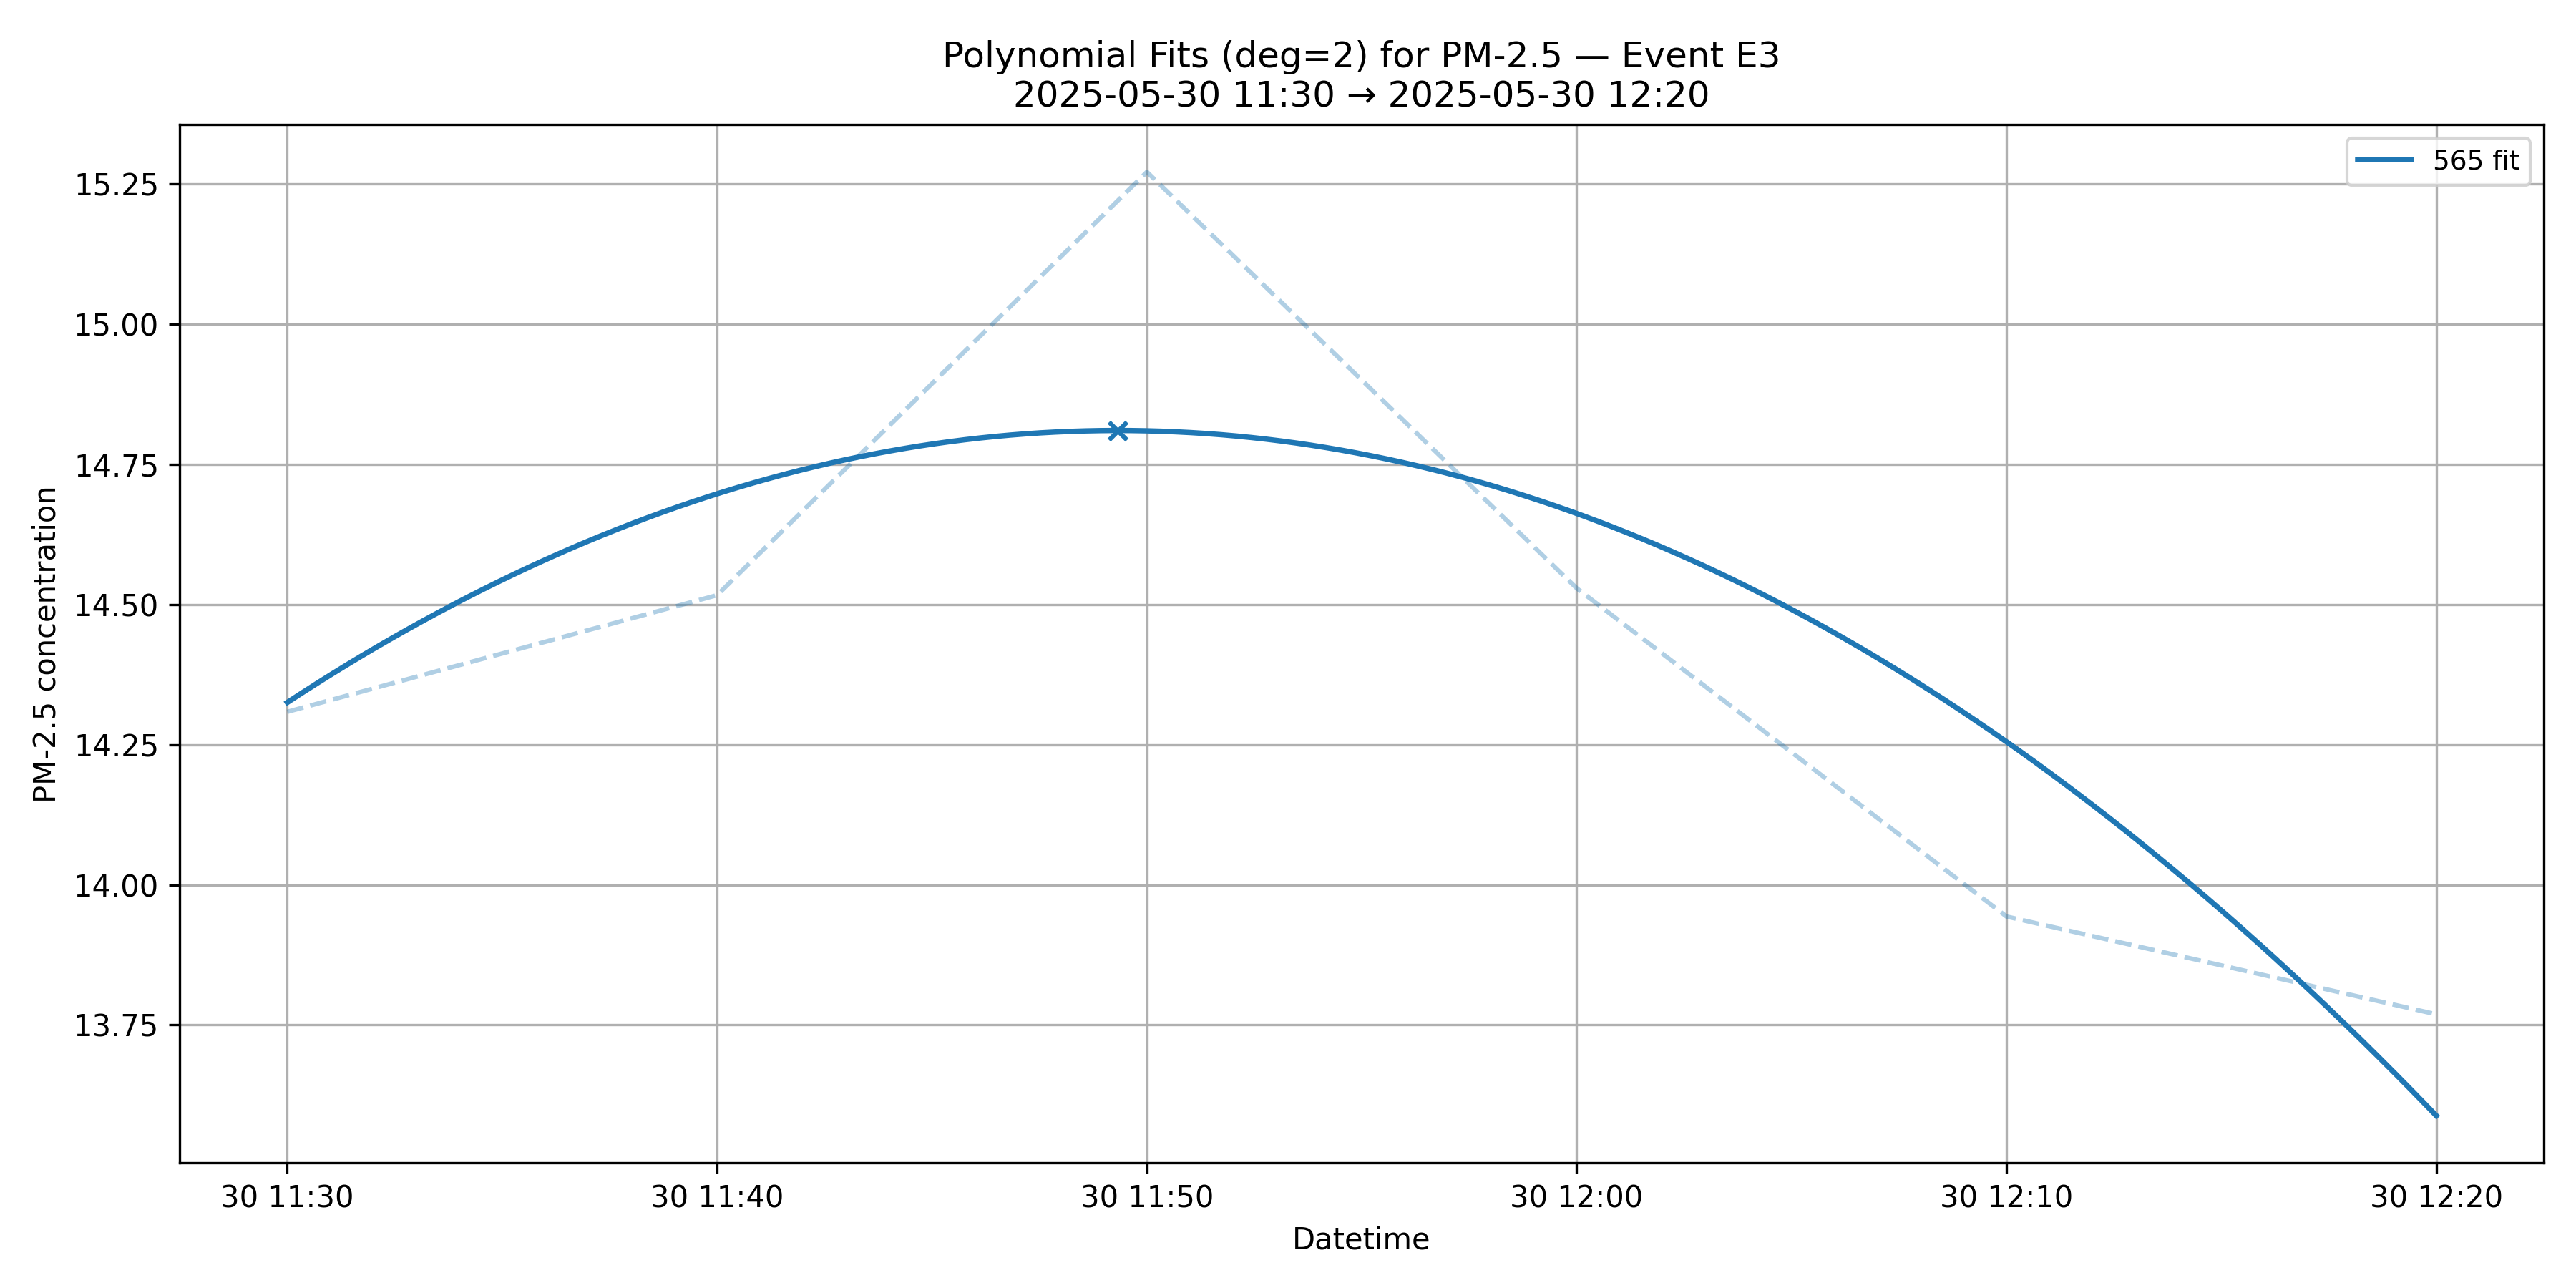 Polynomial Fits (deg=2) for PM-2.5 — Event E3
2025-05-30 11:30 → 2025-05-30 12:20
565 fit
PM-2.5 concentration
15.25
15.00
14.75
14.50
14.25
14.00
13.75
30 11:30 30 11:40 30 11:50 30 12:00 30 12:10 30 12:20
Datetime